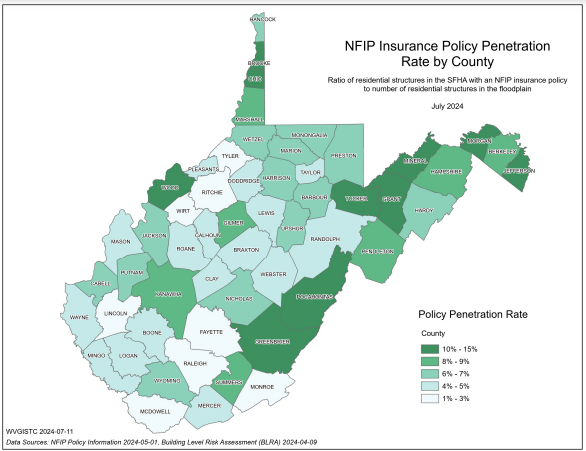 NFIP Insurance Policy Penetration
Rate by County
Ratio of residential structures in the SFHA with an NFIP insurance policy
to number of residential structures in the floodplain
July 2024
HANCOCK
BROOKE
OHIO
MARSHALL
WETZEL
MONONGALIA
MARION
PRESTON
MORGAN
BERKELEY
JEFFERSON
MINERAL
HAMPSHIRE
TYLER
PLEASANTS
DODDRIDGE
HARRISON
TAYLOR
WOOD
RITCHIE
BARBOUR
TUCKER
GRANT
HARDY
WIRT
LEWIS
GILMER
UPSHUR
RANDOLPH
PENDLETON
MASON
JACKSON
CALHOUN
ROANE
BRAXTON
CABELL
PUTNAM
CLAY
WEBSTER
KANAWHA
NICHOLAS
POCAHONTAS
WAYNE
LINCOLN
BOONE
FAYETTE
GREENBRIER
MINGO
LOGAN
RALEIGH
WYOMING
SUMMERS
MONROE
MCDOWELL
MERCER
Policy Penetration Rate
County
10% - 15%
8% - 9%
6% - 7%
4% - 5%
1% - 3%
WVGISTC 2024-07-11
Data Sources: NFIP Policy Information 2024-05-01, Building Level Risk Assessment (BLRA) 2024-04-09